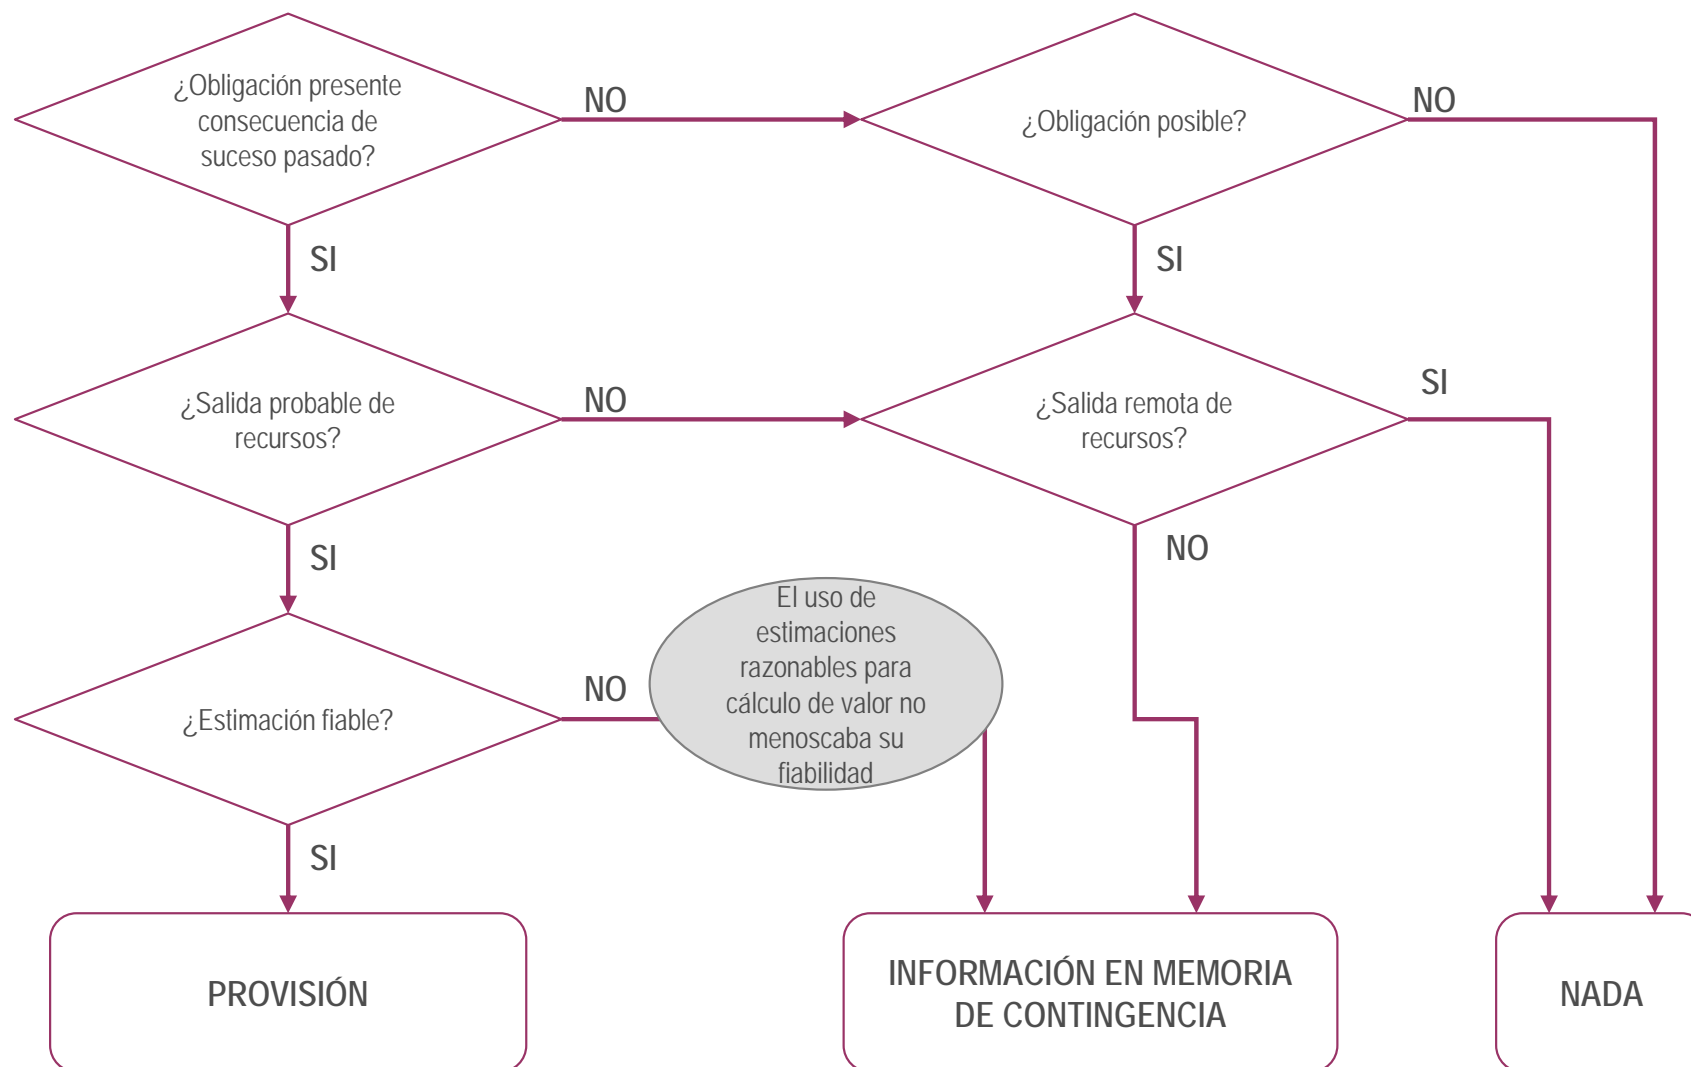 ¿Obligación presente
consecuencia de
suceso pasado?
NO
¿Obligación posible?
NO
SI
SI
¿Salida probable de
recursos?
NO
¿Salida remota de
recursos?
SI
SI
NO
El uso de
estimaciones
razonables para
cálculo de valor no
menoscaba su
fiabilidad
¿Estimación fiable?
NO
SI
PROVISIÓN
INFORMACIÓN EN MEMORIA
DE CONTINGENCIA
NADA